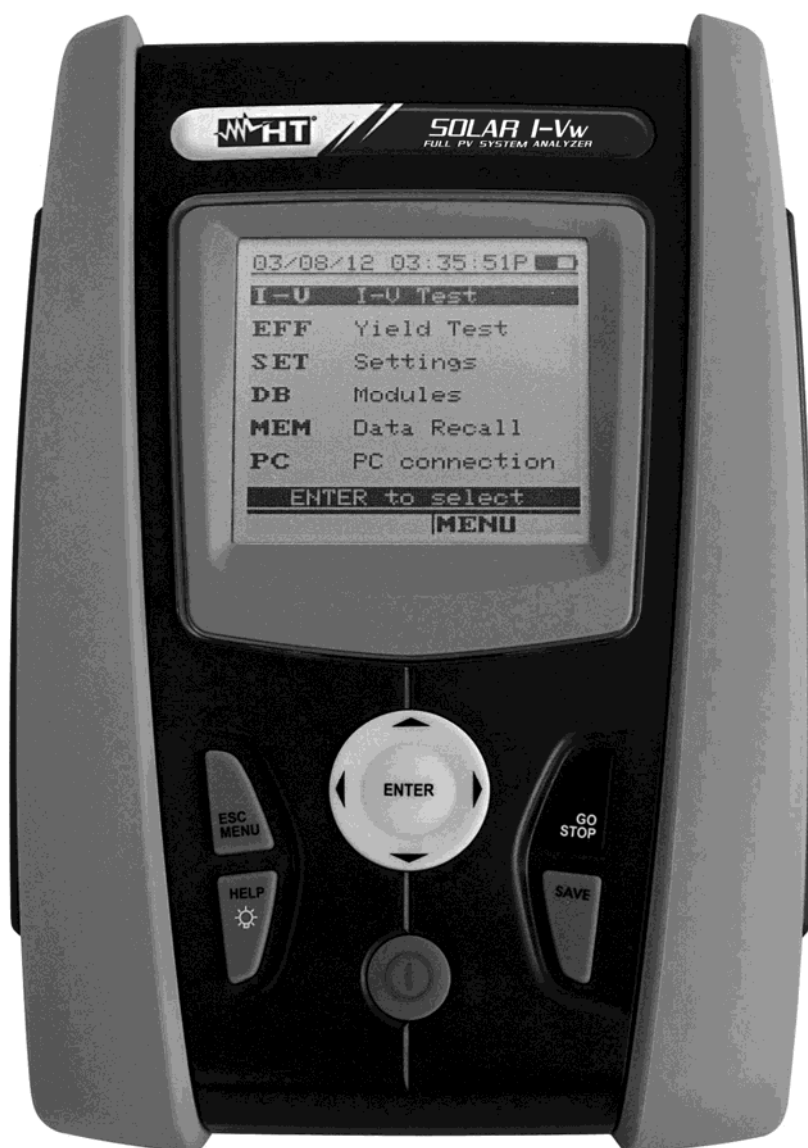 HT
SOLAR I-Vw
FULL PV SYSTEM ANALYZER
03/08/12 03:35:51P
I-V I-V Test
EFF Yield Test
SET Settings
DB Modules
MEM Data Recall
PC PC connection
ENTER to select
MENU
ENTER
ESC
MENU
GO
STOP
HELP
SAVE